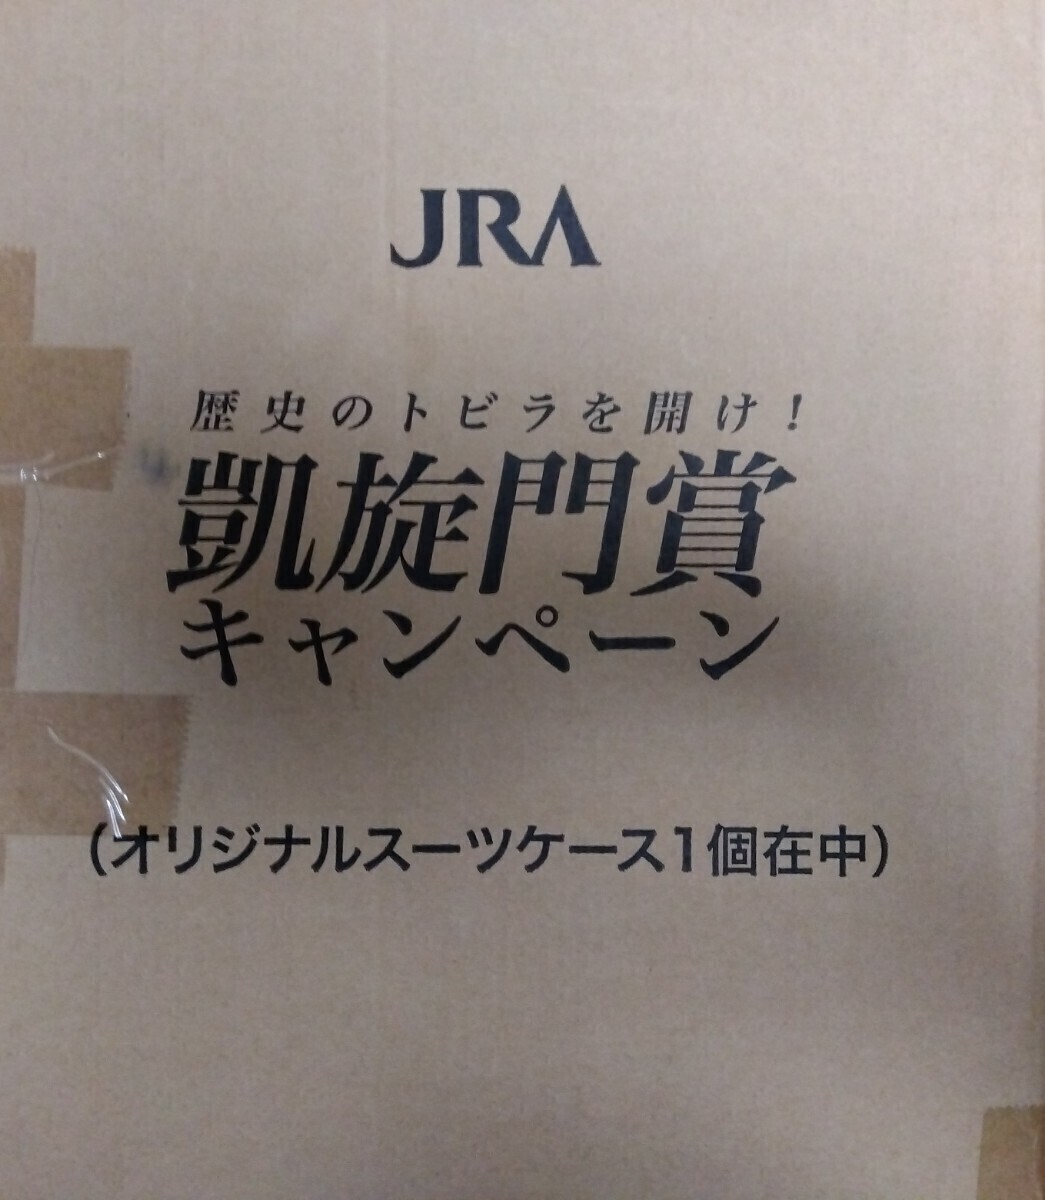 JRA
歴史のトビラを開け!
凱旋門賞
キャンペーン
(オリジナルスーツケース1個在中)